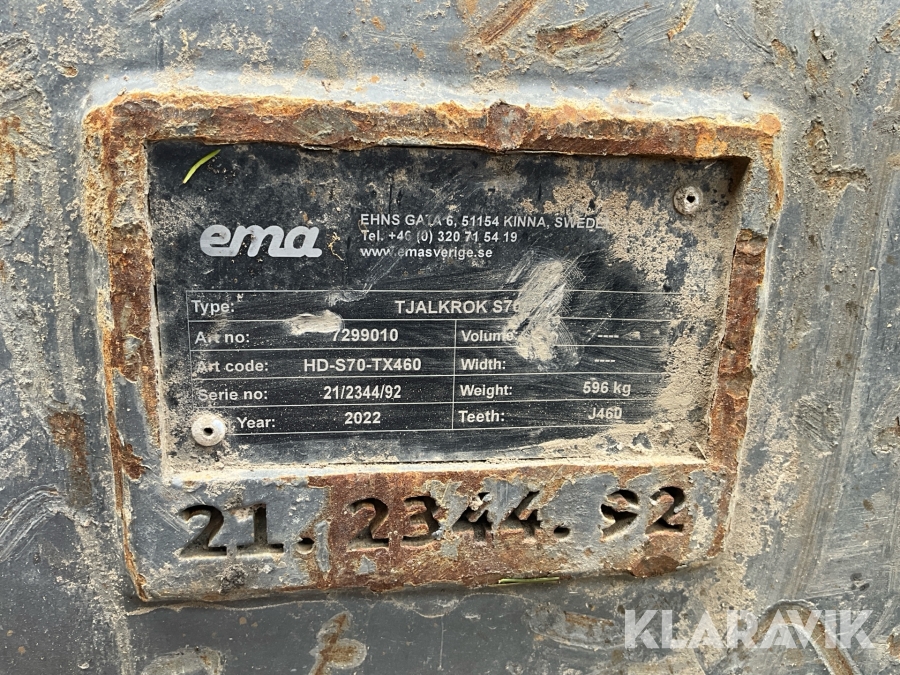 ema
EHNS GATA 6, 51154 KINNA, SWEDEN
Tel. +46 (0) 320 71 54 19
www.emasverige.se
Type: TJALKROK S70
Art no: 7299010 Volume: ----
Art code: HD-S70-TX460 Width: ----
Serie no: 21/2344/92 Weight: 596 kg
Year: 2022 Teeth: J460
21. 2344. 92
KLARAVIK